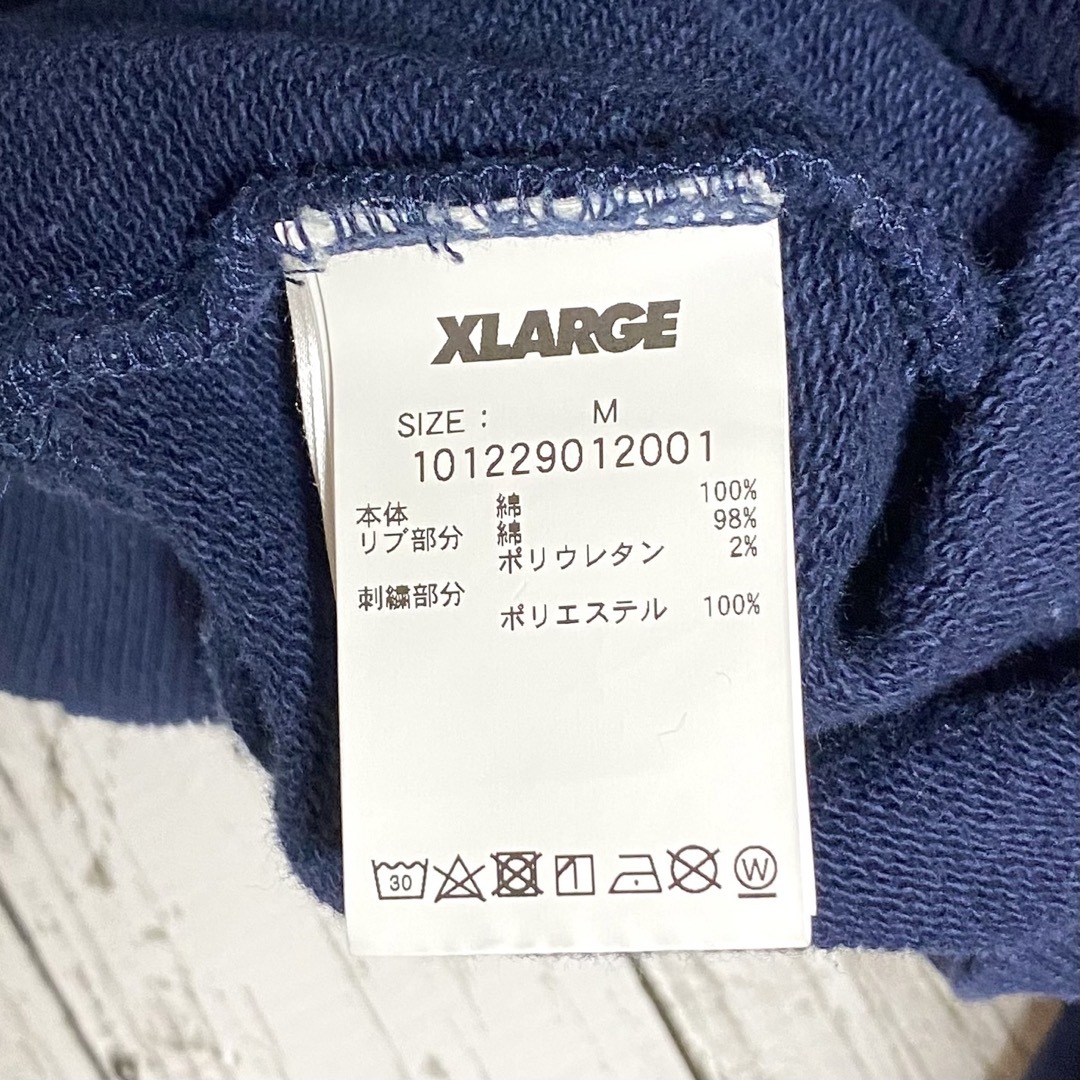 XLARGE
SIZE : M
101229012001
本体 綿 100%
リブ部分 綿 98%
ポリウレタン 2%
刺繍部分
ポリエステル 100%
30 W